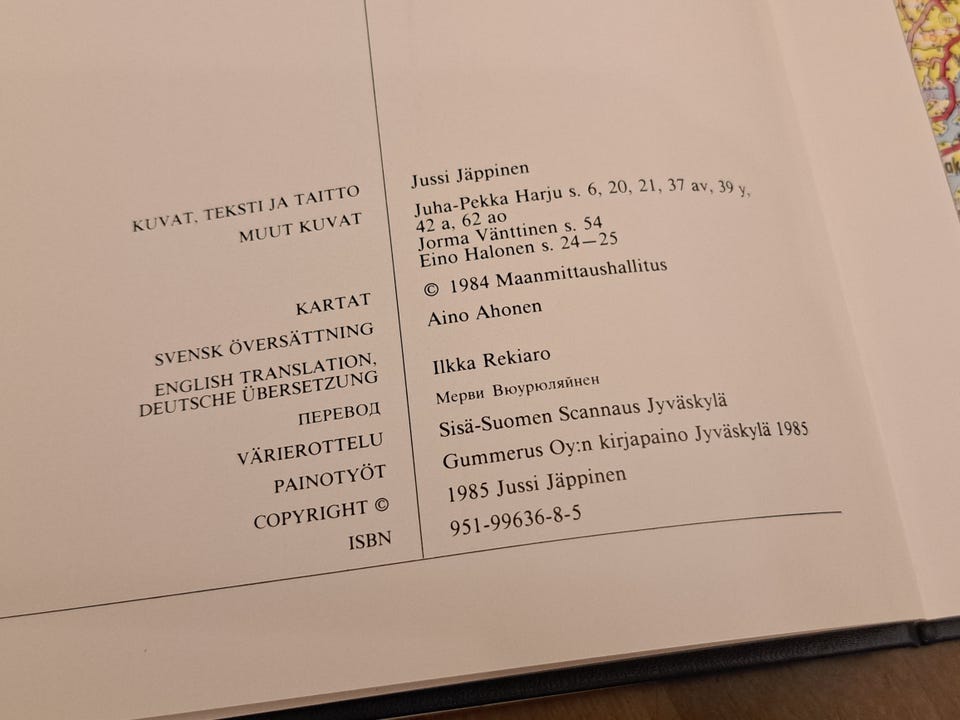 KUVAT, TEKSTI JA TAITTO Jussi Jäppinen
MUUT KUVAT Juha-Pekka Harju s. 6, 20, 21, 37 av, 39 y,
42 a, 62 ao
Jorma Vänttinen s. 54
Eino Halonen s. 24—25
KARTAT © 1984 Maanmittaushallitus
SVENSK ÖVERSÄTTNING Aino Ahonen
ENGLISH TRANSLATION,
DEUTSCHE ÜBERSETZUNG Ilkka Rekiaro
ПЕРЕВОД Мерви Вюурюляйнен
VÄRIEROTTELU Sisä-Suomen Scannaus Jyväskylä
PAINOTYÖT Gummerus Oy:n kirjapaino Jyväskylä 1985
COPYRIGHT © 1985 Jussi Jäppinen
ISBN 951-99636-8-5